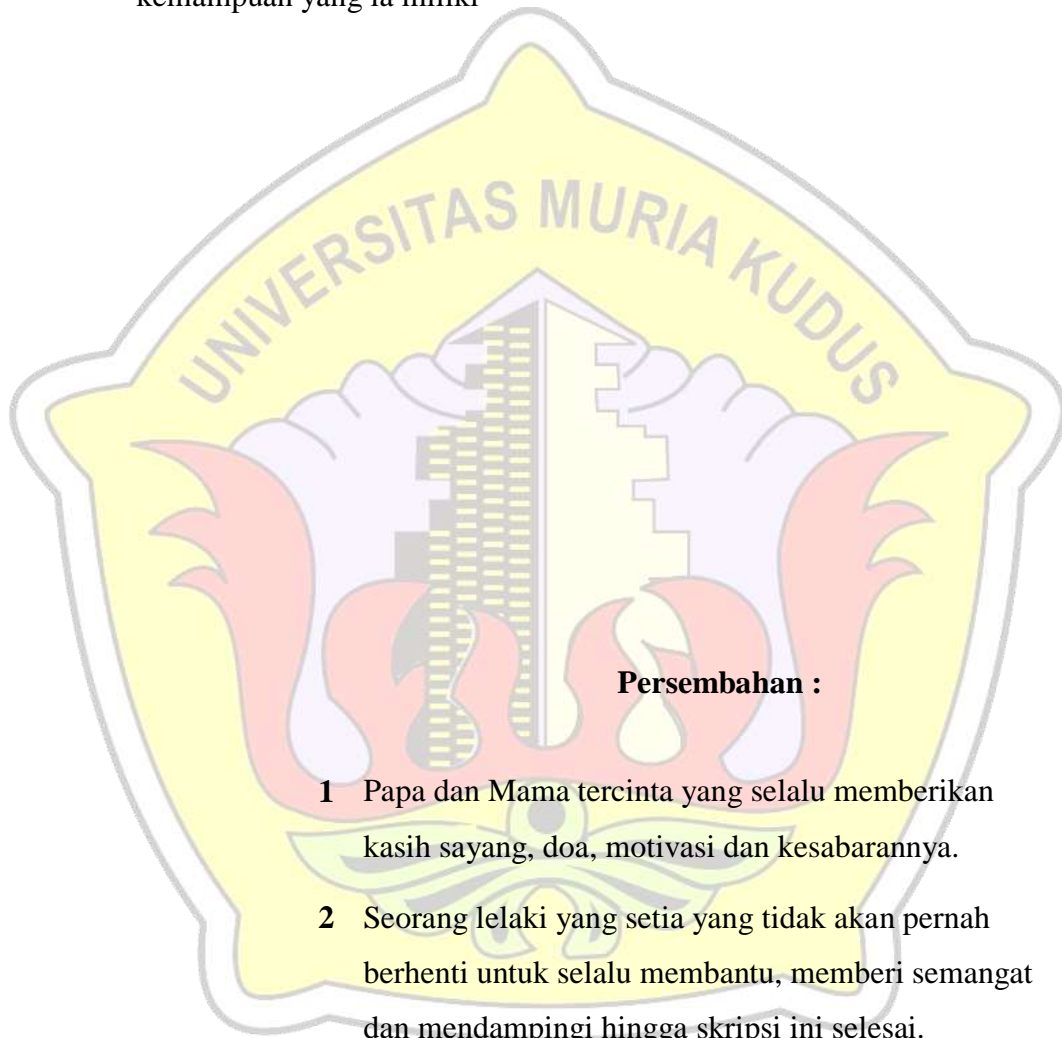 kemampuan yang ia miliki
UNIVERSITAS MURIA KUDUS
Persembahan :
1 Papa dan Mama tercinta yang selalu memberikan
kasih sayang, doa, motivasi dan kesabarannya.
2 Seorang lelaki yang setia yang tidak akan pernah
berhenti untuk selalu membantu, memberi semangat
dan mendampingi hingga skripsi ini selesai.